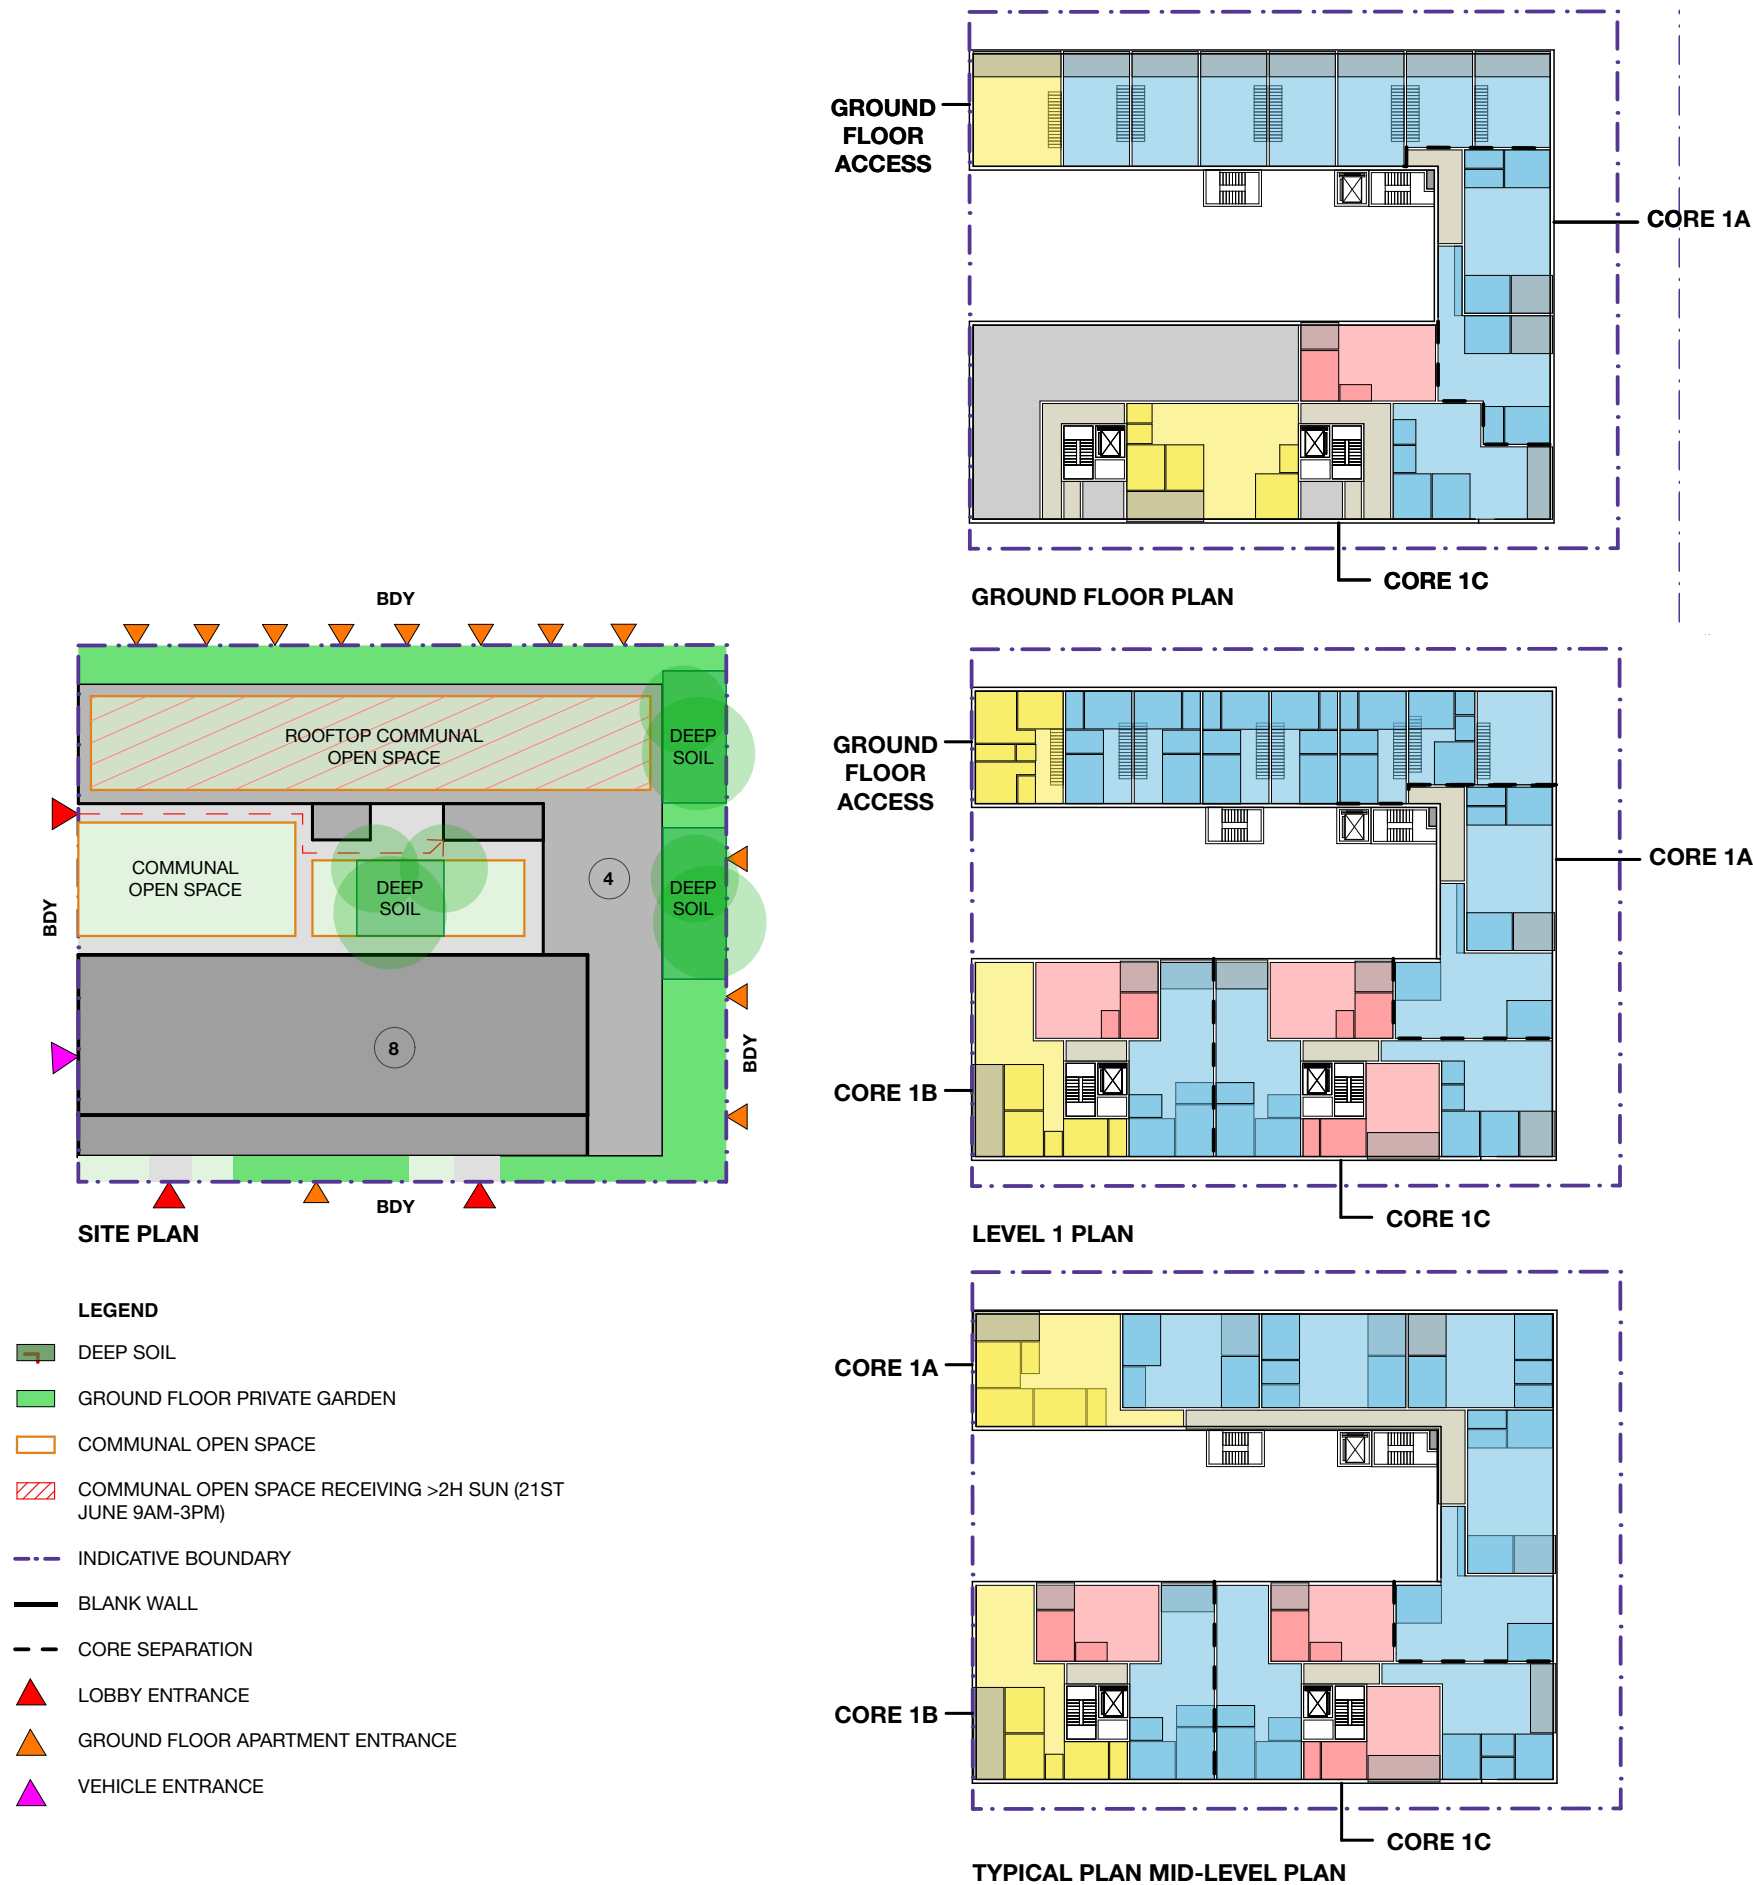 GROUND
FLOOR
ACCESS
CORE 1A
CORE 1C
GROUND FLOOR PLAN
BDY
ROOFTOP COMMUNAL
OPEN SPACE
DEEP
SOIL
COMMUNAL
OPEN SPACE
DEEP
SOIL
4
DEEP
SOIL
BDY
8
BDY
BDY
SITE PLAN
GROUND
FLOOR
ACCESS
CORE 1A
CORE 1B
CORE 1C
LEVEL 1 PLAN
LEGEND
DEEP SOIL
GROUND FLOOR PRIVATE GARDEN
COMMUNAL OPEN SPACE
COMMUNAL OPEN SPACE RECEIVING >2H SUN (21ST
JUNE 9AM-3PM)
INDICATIVE BOUNDARY
BLANK WALL
CORE SEPARATION
LOBBY ENTRANCE
GROUND FLOOR APARTMENT ENTRANCE
VEHICLE ENTRANCE
CORE 1A
CORE 1B
CORE 1C
TYPICAL PLAN MID-LEVEL PLAN